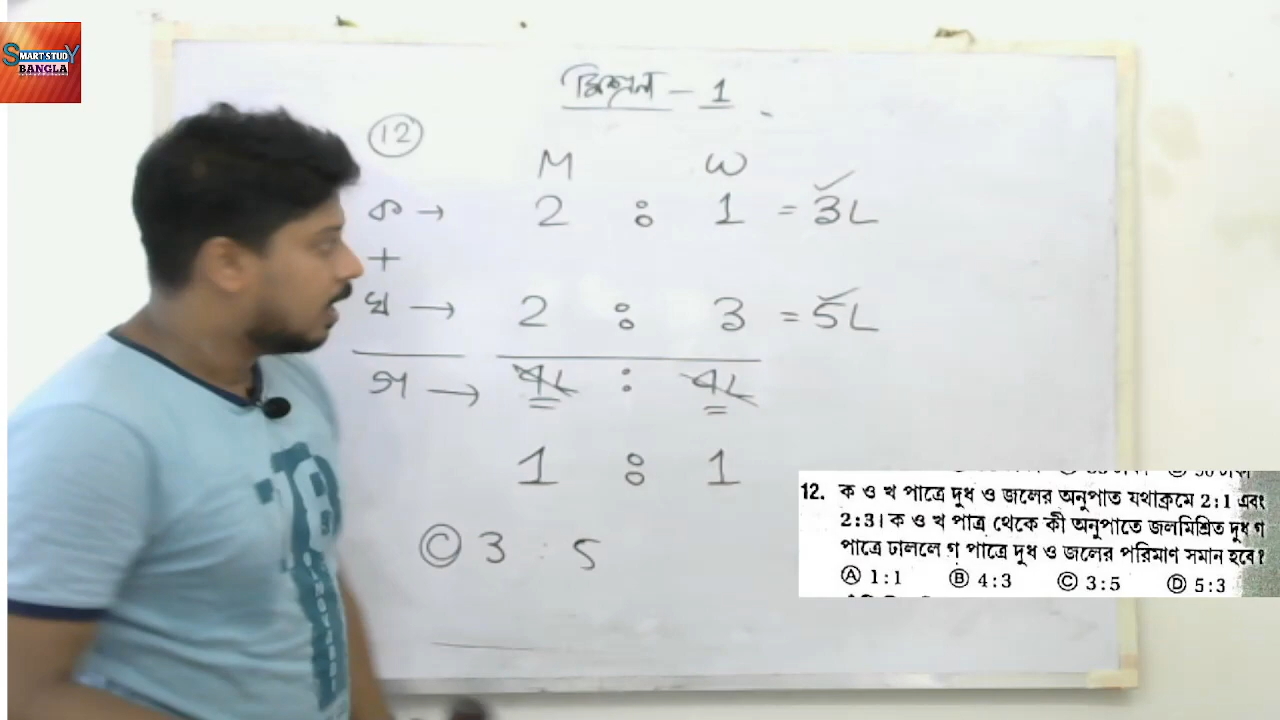 SMART STUDY
BANGLA
মিশ্রণ - 1
12
M W
ক → 2 : 1 = 3L
+
খ → 2 : 3 = 5L
গ → 4L : 4L
1 : 1
C 3 : 5
12. ক ও খ পাত্রে দুধ ও জলের অনুপাত যথাক্রমে 2:1 এবং
2:3। ক ও খ পাত্র থেকে কী অনুপাতে জলমিশ্রিত দুধ গ
পাত্রে ঢাললে গ পাত্রে দুধ ও জলের পরিমাণ সমান হবে?
A 1:1 B 4:3 C 3:5 D 5:3